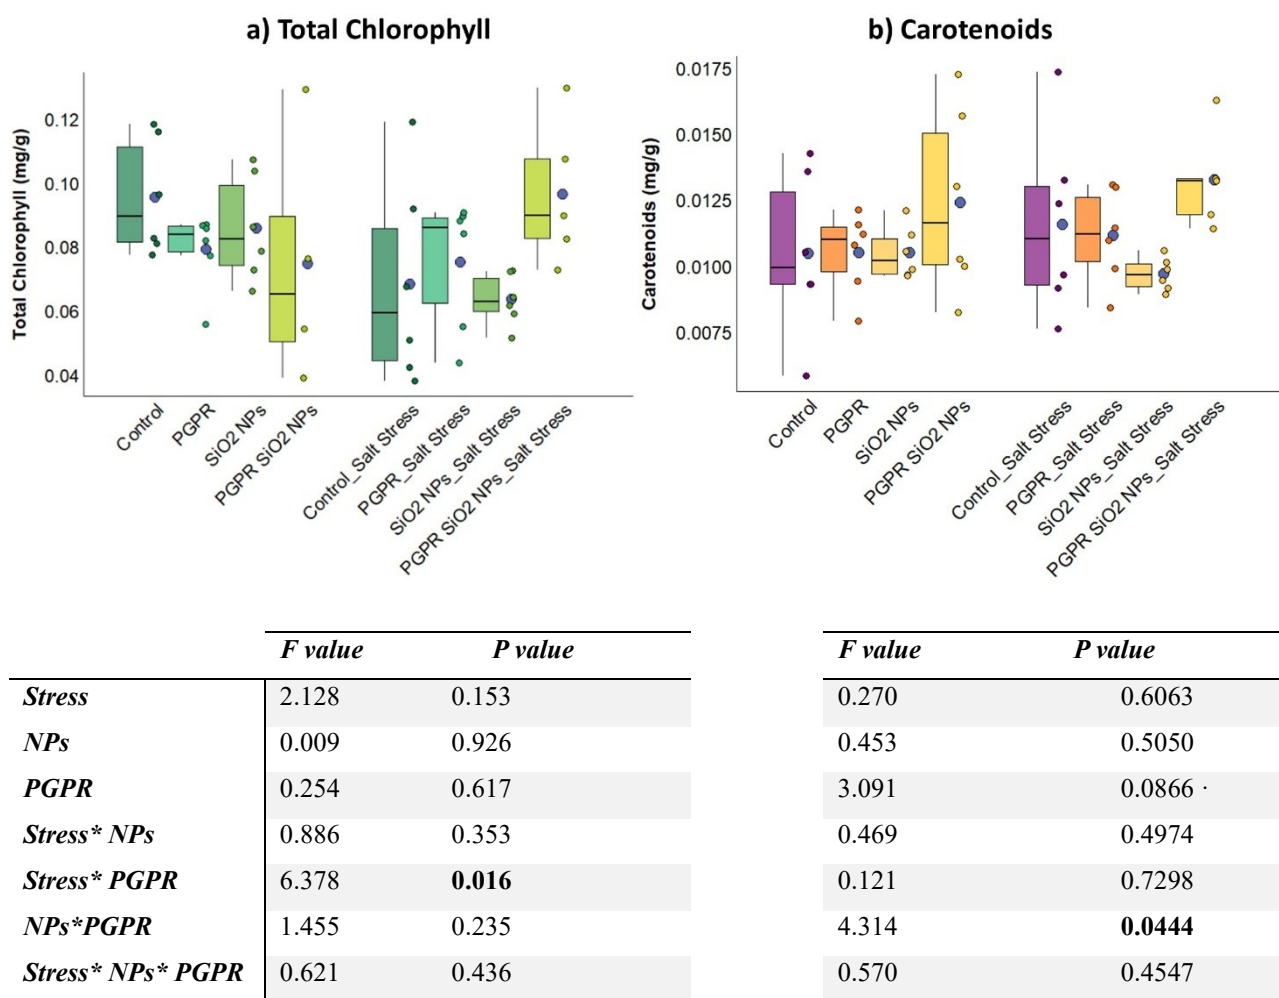 a) Total Chlorophyll
b) Carotenoids
Total Chlorophyll (mg/g)
0.12
0.10
0.08
0.06
0.04
Control
PGPR
SiO2 NPs
PGPR SiO2 NPs
Control_Salt Stress
PGPR_Salt Stress
SiO2 NPs_Salt Stress
PGPR SiO2 NPs_Salt Stress
Carotenoids (mg/g)
0.0175
0.0150
0.0125
0.0100
0.0075
Control
PGPR
SiO2 NPs
PGPR SiO2 NPs
Control_Salt Stress
PGPR_Salt Stress
SiO2 NPs_Salt Stress
PGPR SiO2 NPs_Salt Stress
F value P value F value P value
Stress 2.128 0.153 0.270 0.6063
NPs 0.009 0.926 0.453 0.5050
PGPR 0.254 0.617 3.091 0.0866 ·
Stress* NPs 0.886 0.353 0.469 0.4974
Stress* PGPR 6.378 0.016 0.121 0.7298
NPs*PGPR 1.455 0.235 4.314 0.0444
Stress* NPs* PGPR 0.621 0.436 0.570 0.4547